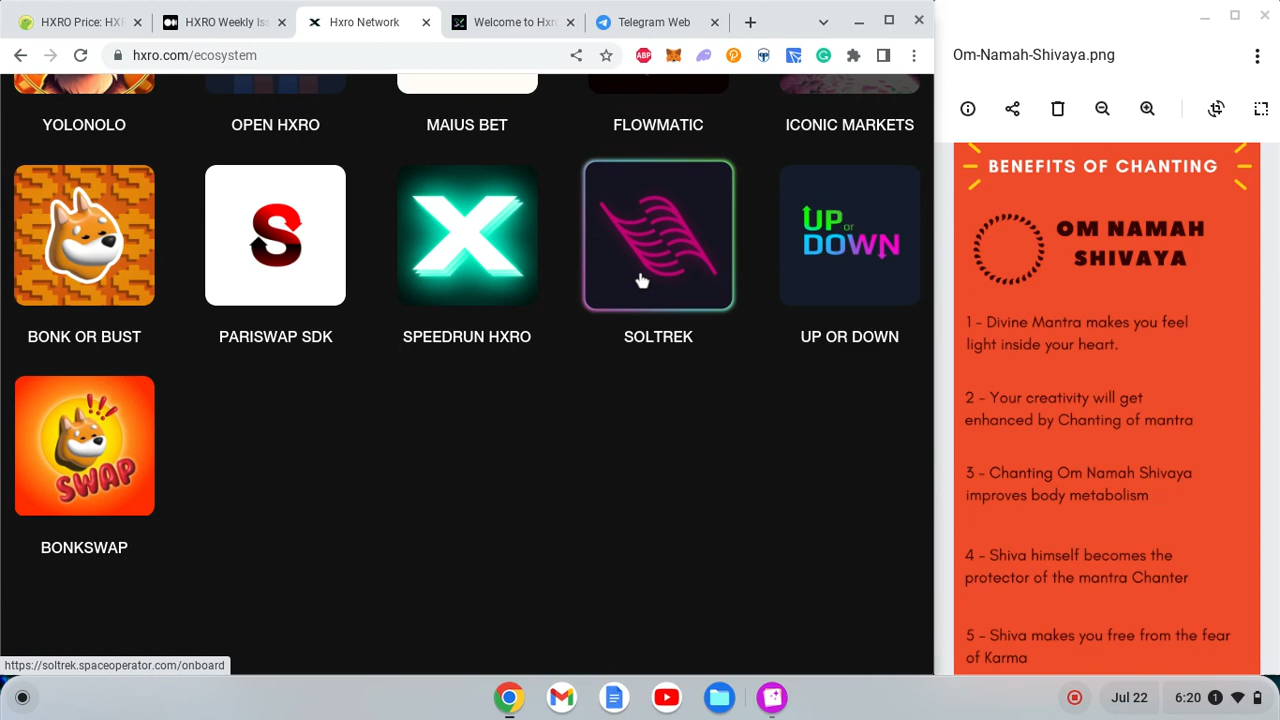 HXRO Price: HXR
HXRO Weekly Iss
Hxro Network
Welcome to Hxro
Telegram Web
hxro.com/ecosystem
ABP
YOLONOLO
OPEN HXRO
MAIUS BET
FLOWMATIC
ICONIC MARKETS
S
X
UP or
DOWN
BONK OR BUST
PARISWAP SDK
SPEEDRUN HXRO
SOLTREK
UP OR DOWN
SWAP
BONKSWAP
https://soltrek.spaceoperator.com/onboard
Om-Namah-Shivaya.png
BENEFITS OF CHANTING
OM NAMAH
SHIVAYA
1 - Divine Mantra makes you feel
light inside your heart.
2 - Your creativity will get
enhanced by Chanting of mantra
3 - Chanting Om Namah Shivaya
improves body metabolism
4 - Shiva himself becomes the
protector of the mantra Chanter
5 - Shiva makes you free from the fear
of Karma
Jul 22
6:20
1